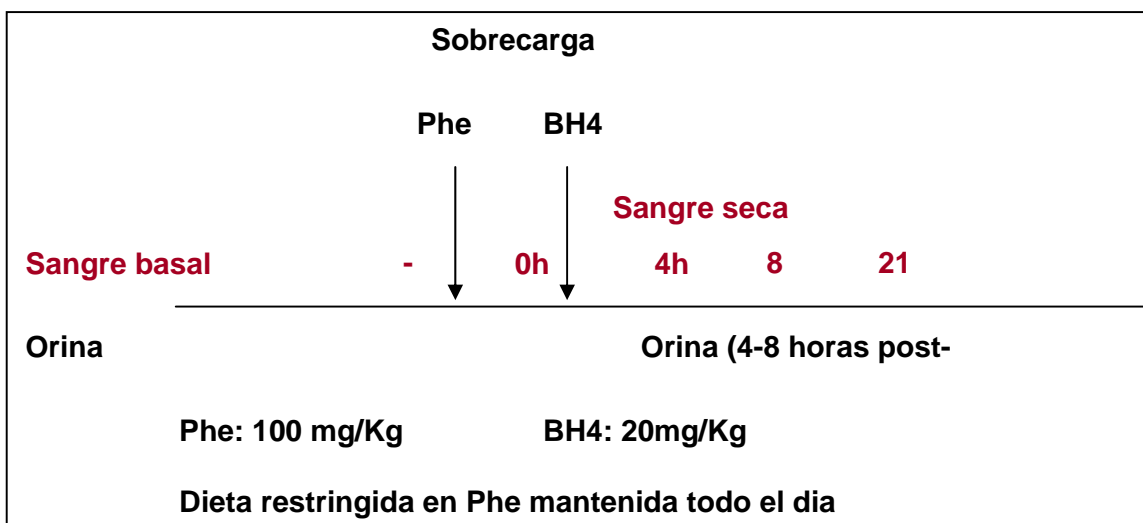 Sobrecarga
Phe BH4
Sangre seca
Sangre basal - 0h 4h 8 21
Orina Orina (4-8 horas post-
Phe: 100 mg/Kg BH4: 20mg/Kg
Dieta restringida en Phe mantenida todo el dia